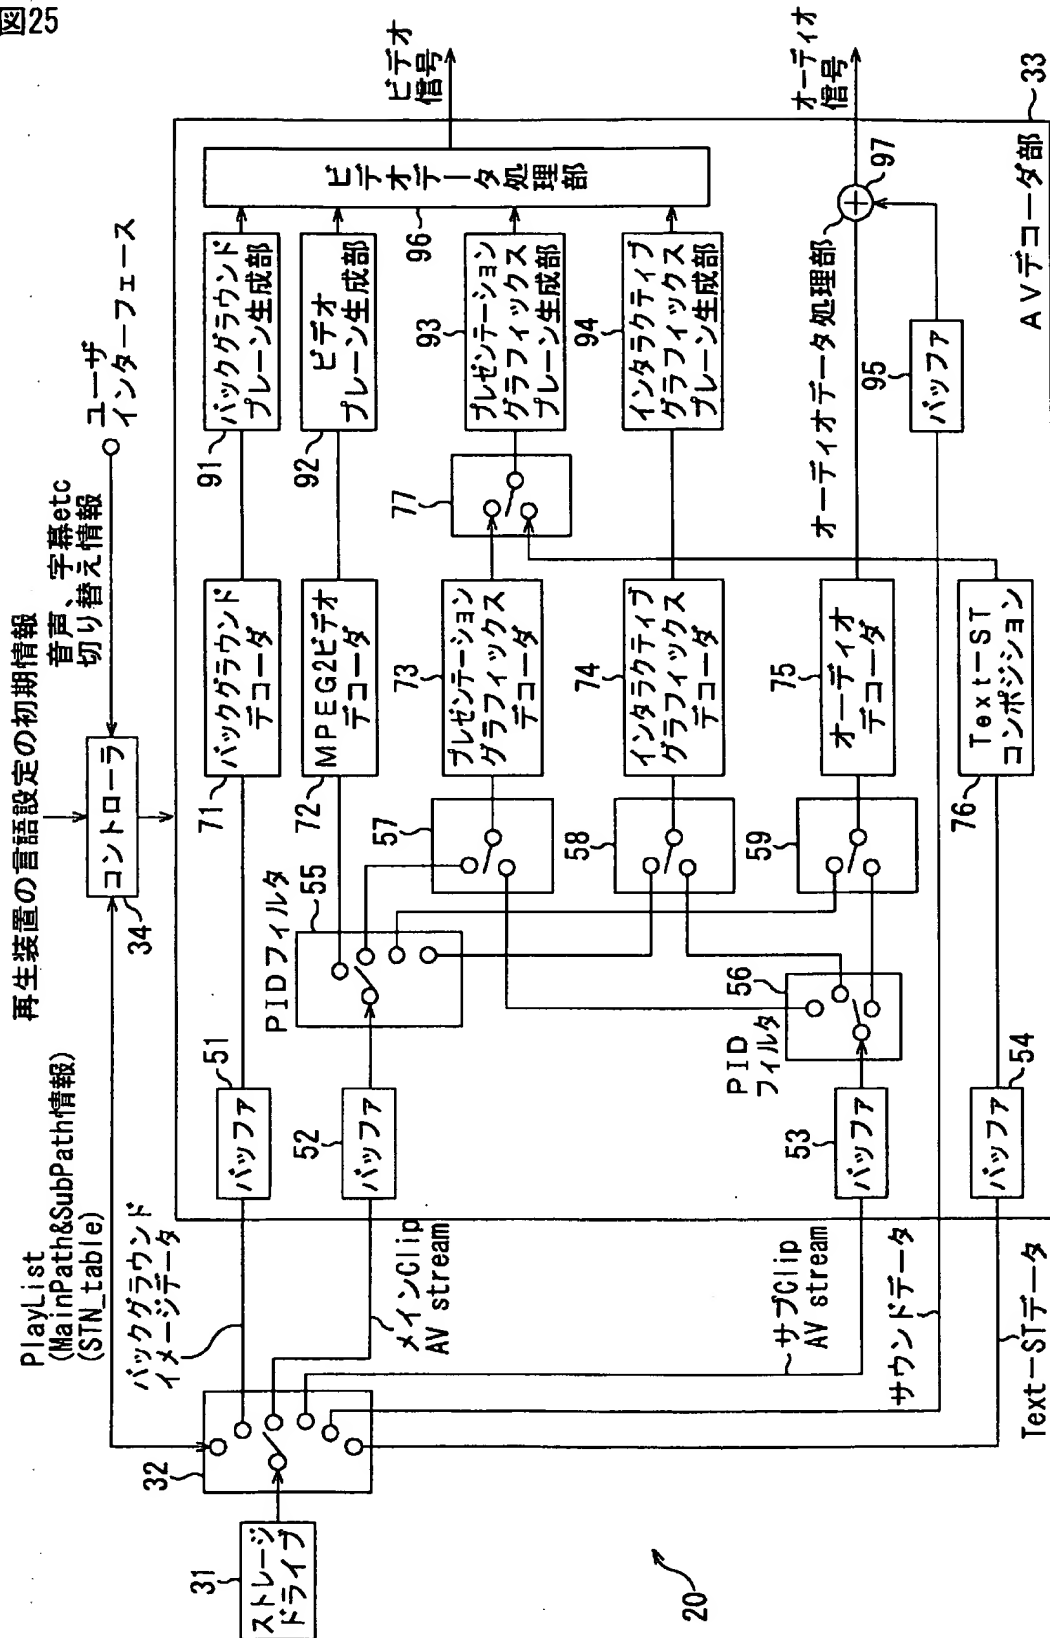 図25
再生装置の言語設定の初期情報
音声、字幕etc
切り替え情報
ユーザ
インターフェース
コントローラ
34
PlayList
(MainPath&SubPath情報)
(STN_table)
20
31
ストレージ
ドライブ
32
バックグラウンド
イメージデータ
メインClip
AV stream
サブClip
AV stream
サウンドデータ
Text-STデータ
51
バッファ
52
バッファ
53
バッファ
54
バッファ
PIDフィルタ
55
PID
フィルタ
56
57
58
59
71
バックグラウンド
デコーダ
72
MPEG2ビデオ
デコーダ
73
プレゼンテーション
グラフィックス
デコーダ
74
インタラクティブ
グラフィックス
デコーダ
75
オーディオ
デコーダ
76
Text-ST
コンポジション
77
91
バックグラウンド
プレーン生成部
92
ビデオ
プレーン生成部
93
プレゼンテーション
グラフィックス
プレーン生成部
94
インタラクティブ
グラフィックス
プレーン生成部
95
バッファ
オーディオデータ処理部
97
ビデオデータ処理部
96
ビデオ
信号
オーディオ
信号
AVデコーダ部
33